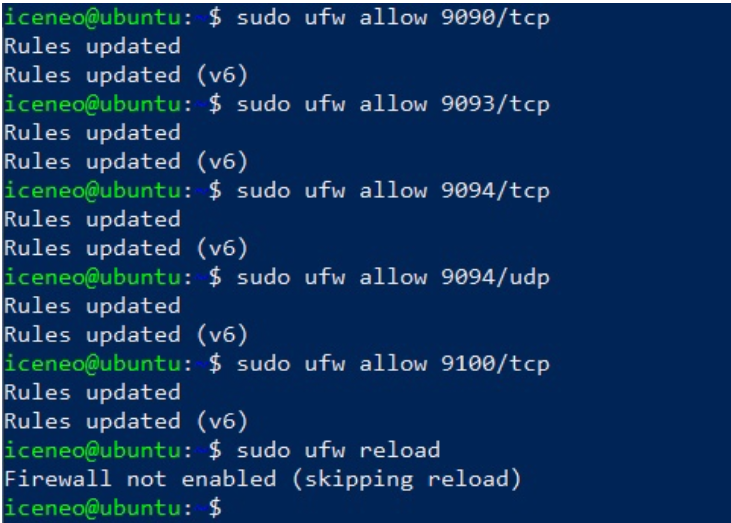 iceneo@ubuntu:~$ sudo ufw allow 9090/tcp
Rules updated
Rules updated (v6)
iceneo@ubuntu:~$ sudo ufw allow 9093/tcp
Rules updated
Rules updated (v6)
iceneo@ubuntu:~$ sudo ufw allow 9094/tcp
Rules updated
Rules updated (v6)
iceneo@ubuntu:~$ sudo ufw allow 9094/udp
Rules updated
Rules updated (v6)
iceneo@ubuntu:~$ sudo ufw allow 9100/tcp
Rules updated
Rules updated (v6)
iceneo@ubuntu:~$ sudo ufw reload
Firewall not enabled (skipping reload)
iceneo@ubuntu:~$